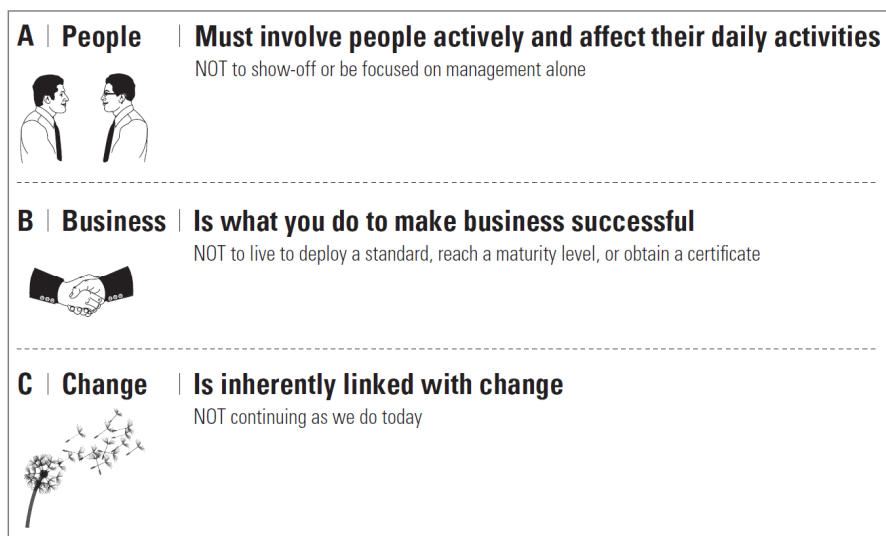 A | People | Must involve people actively and affect their daily activities
NOT to show-off or be focused on management alone
B | Business | Is what you do to make business successful
NOT to live to deploy a standard, reach a maturity level, or obtain a certificate
C | Change | Is inherently linked with change
NOT continuing as we do today